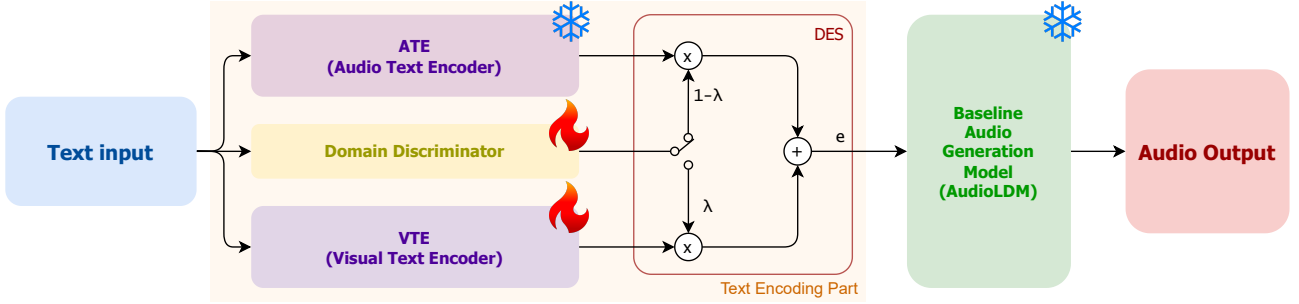 Text input
ATE
(Audio Text Encoder)
Domain Discriminator
VTE
(Visual Text Encoder)
DES
x
1-λ
λ
x
+
e
Text Encoding Part
Baseline
Audio
Generation
Model
(AudioLDM)
Audio Output